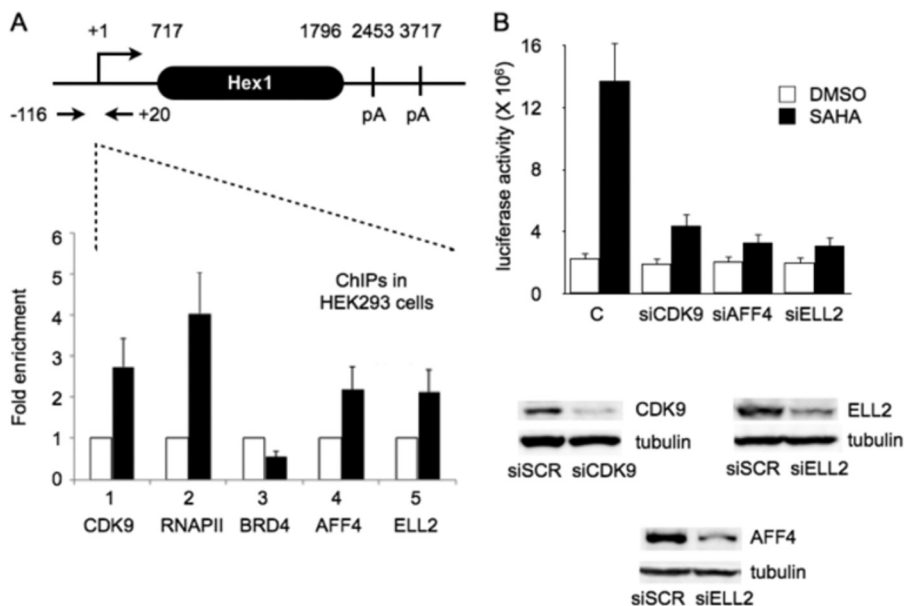 A
+1 717 1796 2453 3717
Hex1
-116 +20 pA pA
6
5
4
3
2
1
0
Fold enrichment
ChIPs in
HEK293 cells
1 2 3 4 5
CDK9 RNAPII BRD4 AFF4 ELL2
B
16
12
8
4
0
luciferase activity (X 10⁶)
DMSO
SAHA
C siCDK9 siAFF4 siELL2
CDK9
tubulin
siSCR siCDK9
ELL2
tubulin
siSCR siELL2
AFF4
tubulin
siSCR siELL2